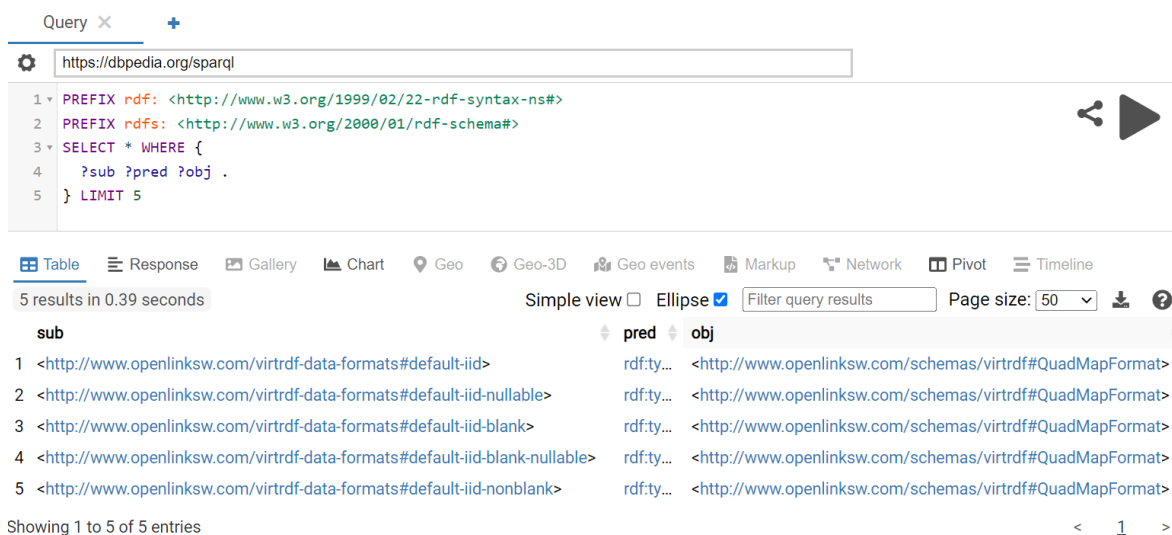 Query
https://dbpedia.org/sparql
1 PREFIX rdf: <http://www.w3.org/1999/02/22-rdf-syntax-ns#>
2 PREFIX rdfs: <http://www.w3.org/2000/01/rdf-schema#>
3 SELECT * WHERE {
4 ?sub ?pred ?obj .
5 } LIMIT 5
Table Response Gallery Chart Geo Geo-3D Geo events Markup Network Pivot Timeline
5 results in 0.39 seconds Simple view Ellipse Filter query results Page size: 50
sub pred obj
1 <http://www.openlinksw.com/virtrdf-data-formats#default-iid> rdf:ty... <http://www.openlinksw.com/schemas/virtrdf#QuadMapFormat>
2 <http://www.openlinksw.com/virtrdf-data-formats#default-iid-nullable> rdf:ty... <http://www.openlinksw.com/schemas/virtrdf#QuadMapFormat>
3 <http://www.openlinksw.com/virtrdf-data-formats#default-iid-blank> rdf:ty... <http://www.openlinksw.com/schemas/virtrdf#QuadMapFormat>
4 <http://www.openlinksw.com/virtrdf-data-formats#default-iid-blank-nullable> rdf:ty... <http://www.openlinksw.com/schemas/virtrdf#QuadMapFormat>
5 <http://www.openlinksw.com/virtrdf-data-formats#default-iid-nonblank> rdf:ty... <http://www.openlinksw.com/schemas/virtrdf#QuadMapFormat>
Showing 1 to 5 of 5 entries < 1 >